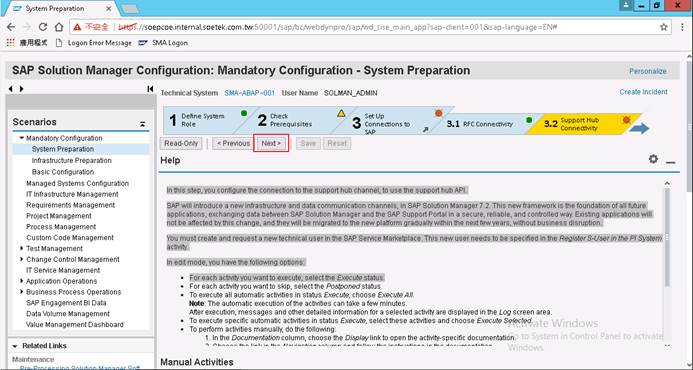 System Preparation
不安全 | https://soepcoe.internal.soetek.com.tw:50001/sap/bc/webdynpro/sap/wd_sise_main_app?sap-client=001&sap-language=EN#
應用程式 Logon Error Message SMA Logon
SAP Solution Manager Configuration: Mandatory Configuration - System Preparation
Personalize
Technical System SMA-ABAP-001 User Name SOLMAN_ADMIN
Create Incident
Scenarios
Mandatory Configuration
System Preparation
Infrastructure Preparation
Basic Configuration
Managed Systems Configuration
IT Infrastructure Management
Requirements Management
Project Management
Process Management
Custom Code Management
Test Management
Change Control Management
IT Service Management
Application Operations
Business Process Operations
SAP Engagement BI Data
Data Volume Management
Value Management Dashboard
Related Links
Maintenance
Pre-Processing Solution Manager Soft
1 Define System Role
2 Check Prerequisites
3 Set Up Connections to SAP
3.1 RFC Connectivity
3.2 Support Hub Connectivity
Read-Only < Previous Next > Save Reset
Help
In this step, you configure the connection to the support hub channel, to use the support hub API.
SAP will introduce a new infrastructure and data communication channels, in SAP Solution Manager 7.2. This new framework is the foundation of all future
applications, exchanging data between SAP Solution Manager and the SAP Support Portal in a secure, reliable, and controlled way. Existing applications will
not be affected by this change, and they will be migrated to the new platform gradually within the next few years, without business disruption.
You must create and request a new technical user in the SAP Service Marketplace. This new user needs to be specified in the Register S-User in the PI System
activity.
In edit mode, you have the following options:
• For each activity you want to execute, select the Execute status.
• For each activity you want to skip, select the Postponed status.
• To execute all automatic activities in status Execute, choose Execute All.
Note: The automatic execution of the activities can take a few minutes.
After execution, messages and other detailed information for a selected activity are displayed in the Log screen area.
• To execute specific automatic activities in status Execute, select these activities and choose Execute Selected.
• To perform activities manually, do the following:
1. In the Documentation column, choose the Display link to open the activity-specific documentation.
2. Choose the link in the Navigation column and follow the instructions in the documentation.
Manual Activities
Activate Windows
Go to System in Control Panel to activate
Windows.